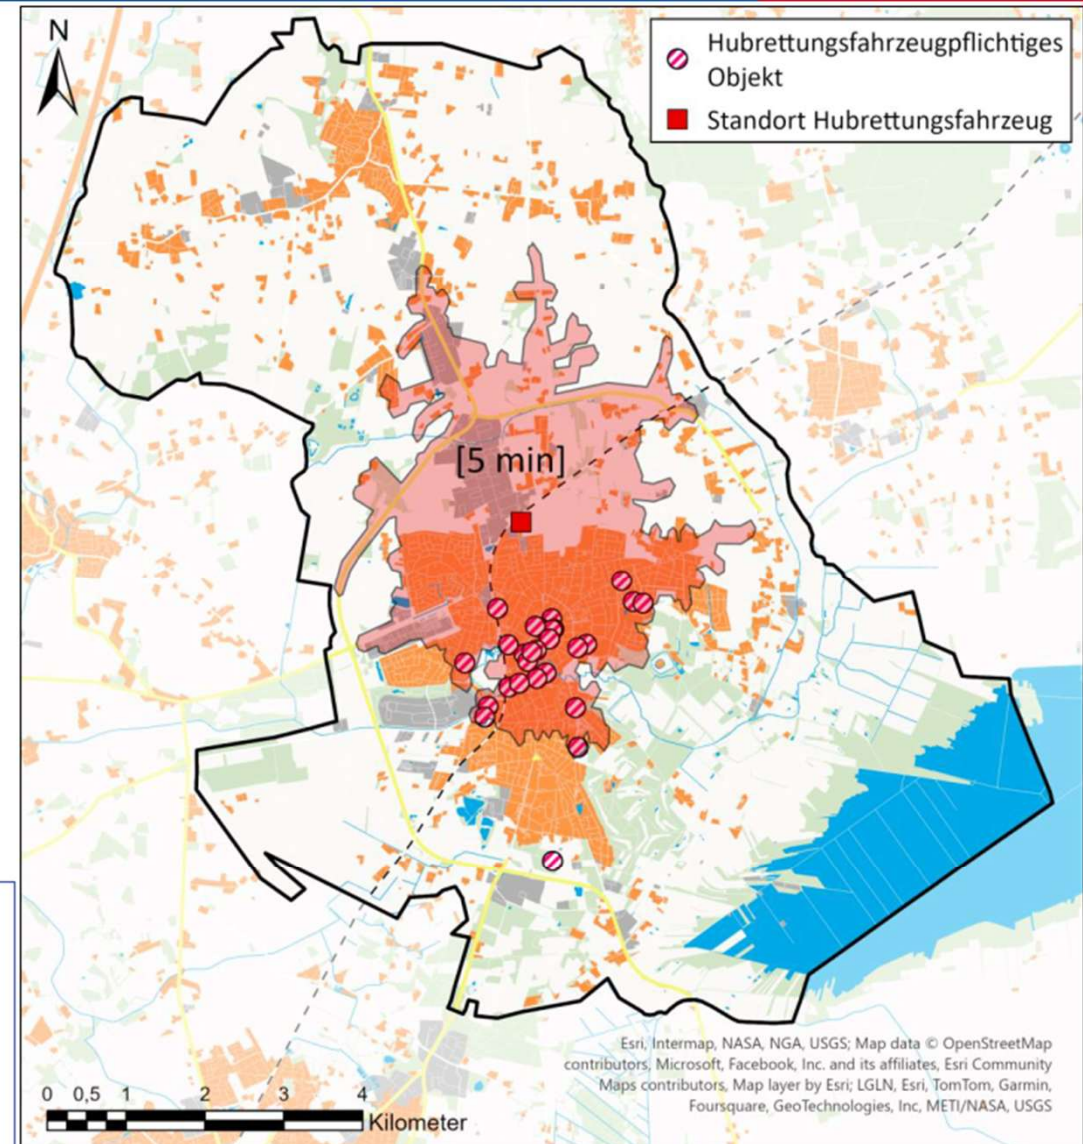 N
Hubrettungsfahrzeugpflichtiges
Objekt
Standort Hubrettungsfahrzeug
[5 min]
Esri, Intermap, NASA, NGA, USGS; Map data © OpenStreetMap
contributors, Microsoft, Facebook, Inc. and its affiliates, Esri Community
Maps contributors, Map layer by Esri; LGLN, Esri, TomTom, Garmin,
Foursquare, GeoTechnologies, Inc, METI/NASA, USGS
0 0,5 1 2 3 4
Kilometer